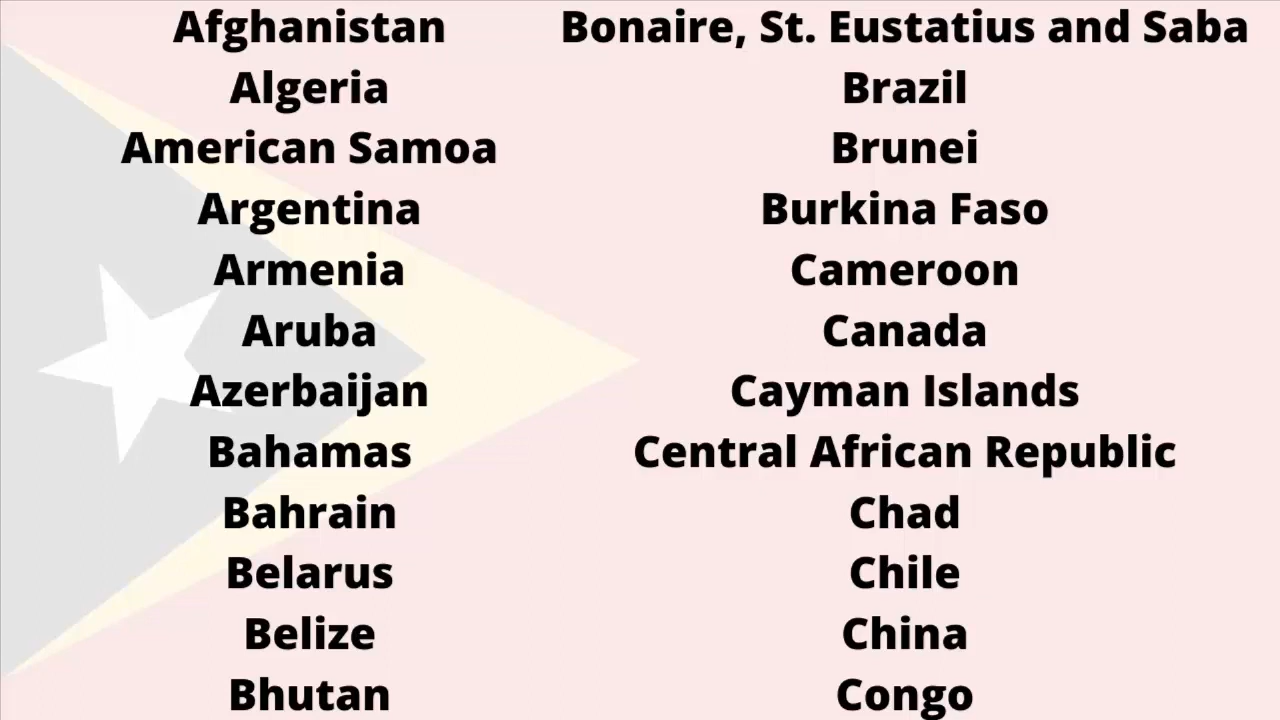 Afghanistan
Algeria
American Samoa
Argentina
Armenia
Aruba
Azerbaijan
Bahamas
Bahrain
Belarus
Belize
Bhutan
Bonaire, St. Eustatius and Saba
Brazil
Brunei
Burkina Faso
Cameroon
Canada
Cayman Islands
Central African Republic
Chad
Chile
China
Congo